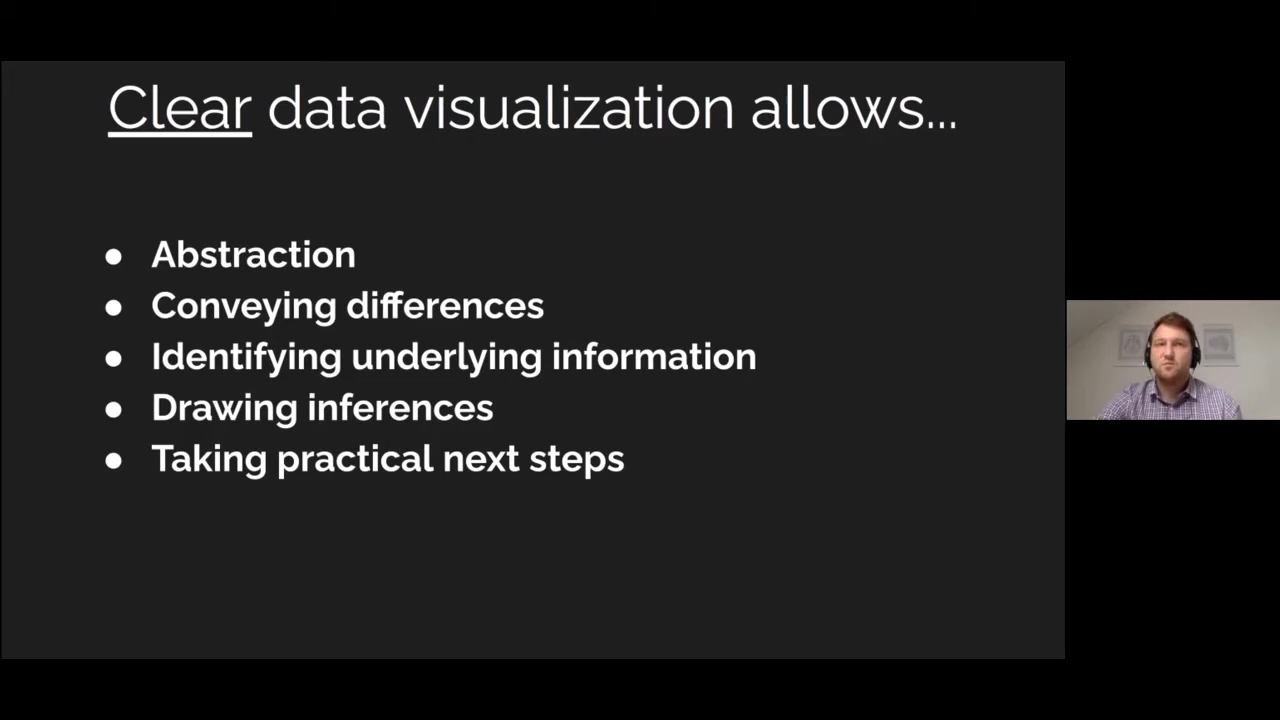 Clear data visualization allows...
● Abstraction
● Conveying differences
● Identifying underlying information
● Drawing inferences
● Taking practical next steps